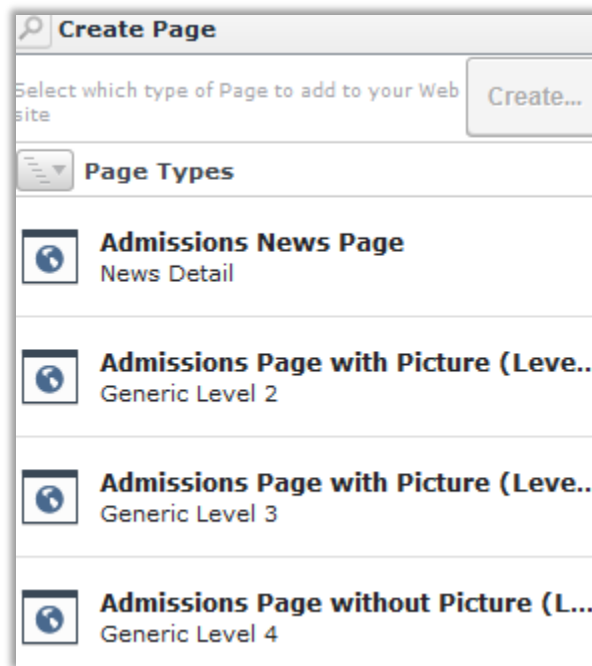 Create Page
Select which type of Page to add to your Web
site
Create...
Page Types
Admissions News Page
News Detail
Admissions Page with Picture (Leve...
Generic Level 2
Admissions Page with Picture (Leve...
Generic Level 3
Admissions Page without Picture (L...
Generic Level 4